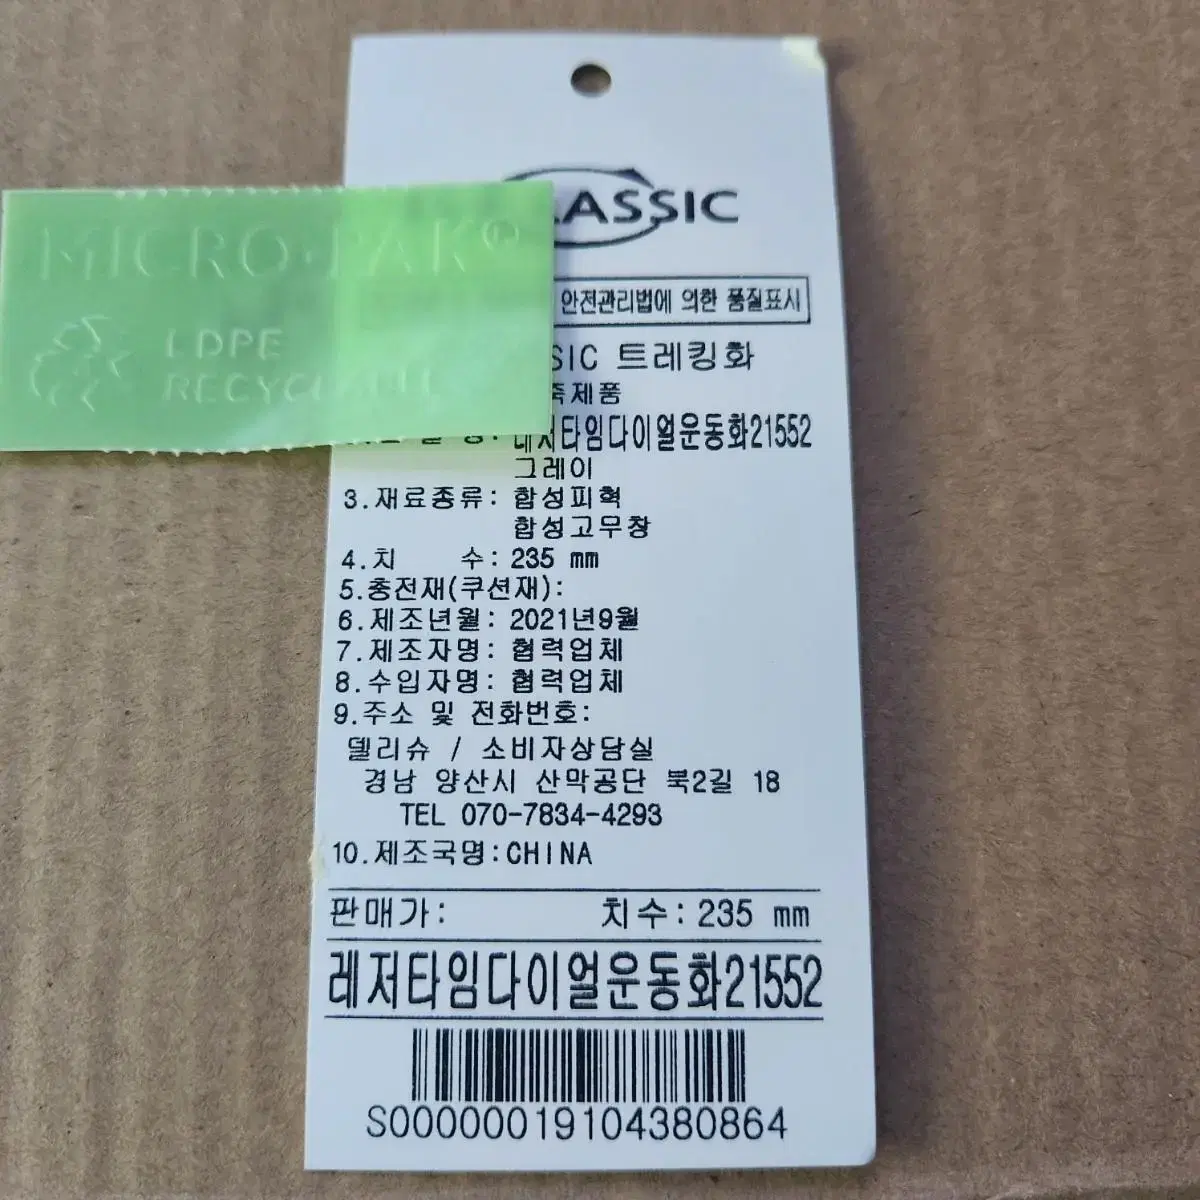 CLASSIC
MICRO·PAK®
LDPE
RECYCLABLE
안전관리법에 의한 품질표시
SIC 트레킹화
제품
레저타임다이얼운동화21552
그레이
3.재료종류: 합성피혁
합성고무창
4.치 수: 235 mm
5.충전재(쿠션재):
6.제조년월: 2021년9월
7.제조자명: 협력업체
8.수입자명: 협력업체
9.주소 및 전화번호:
델리슈 / 소비자상담실
경남 양산시 산막공단 북2길 18
TEL 070-7834-4293
10.제조국명:CHINA
판매가: 치수: 235 mm
레저타임다이얼운동화21552
S00000019104380864